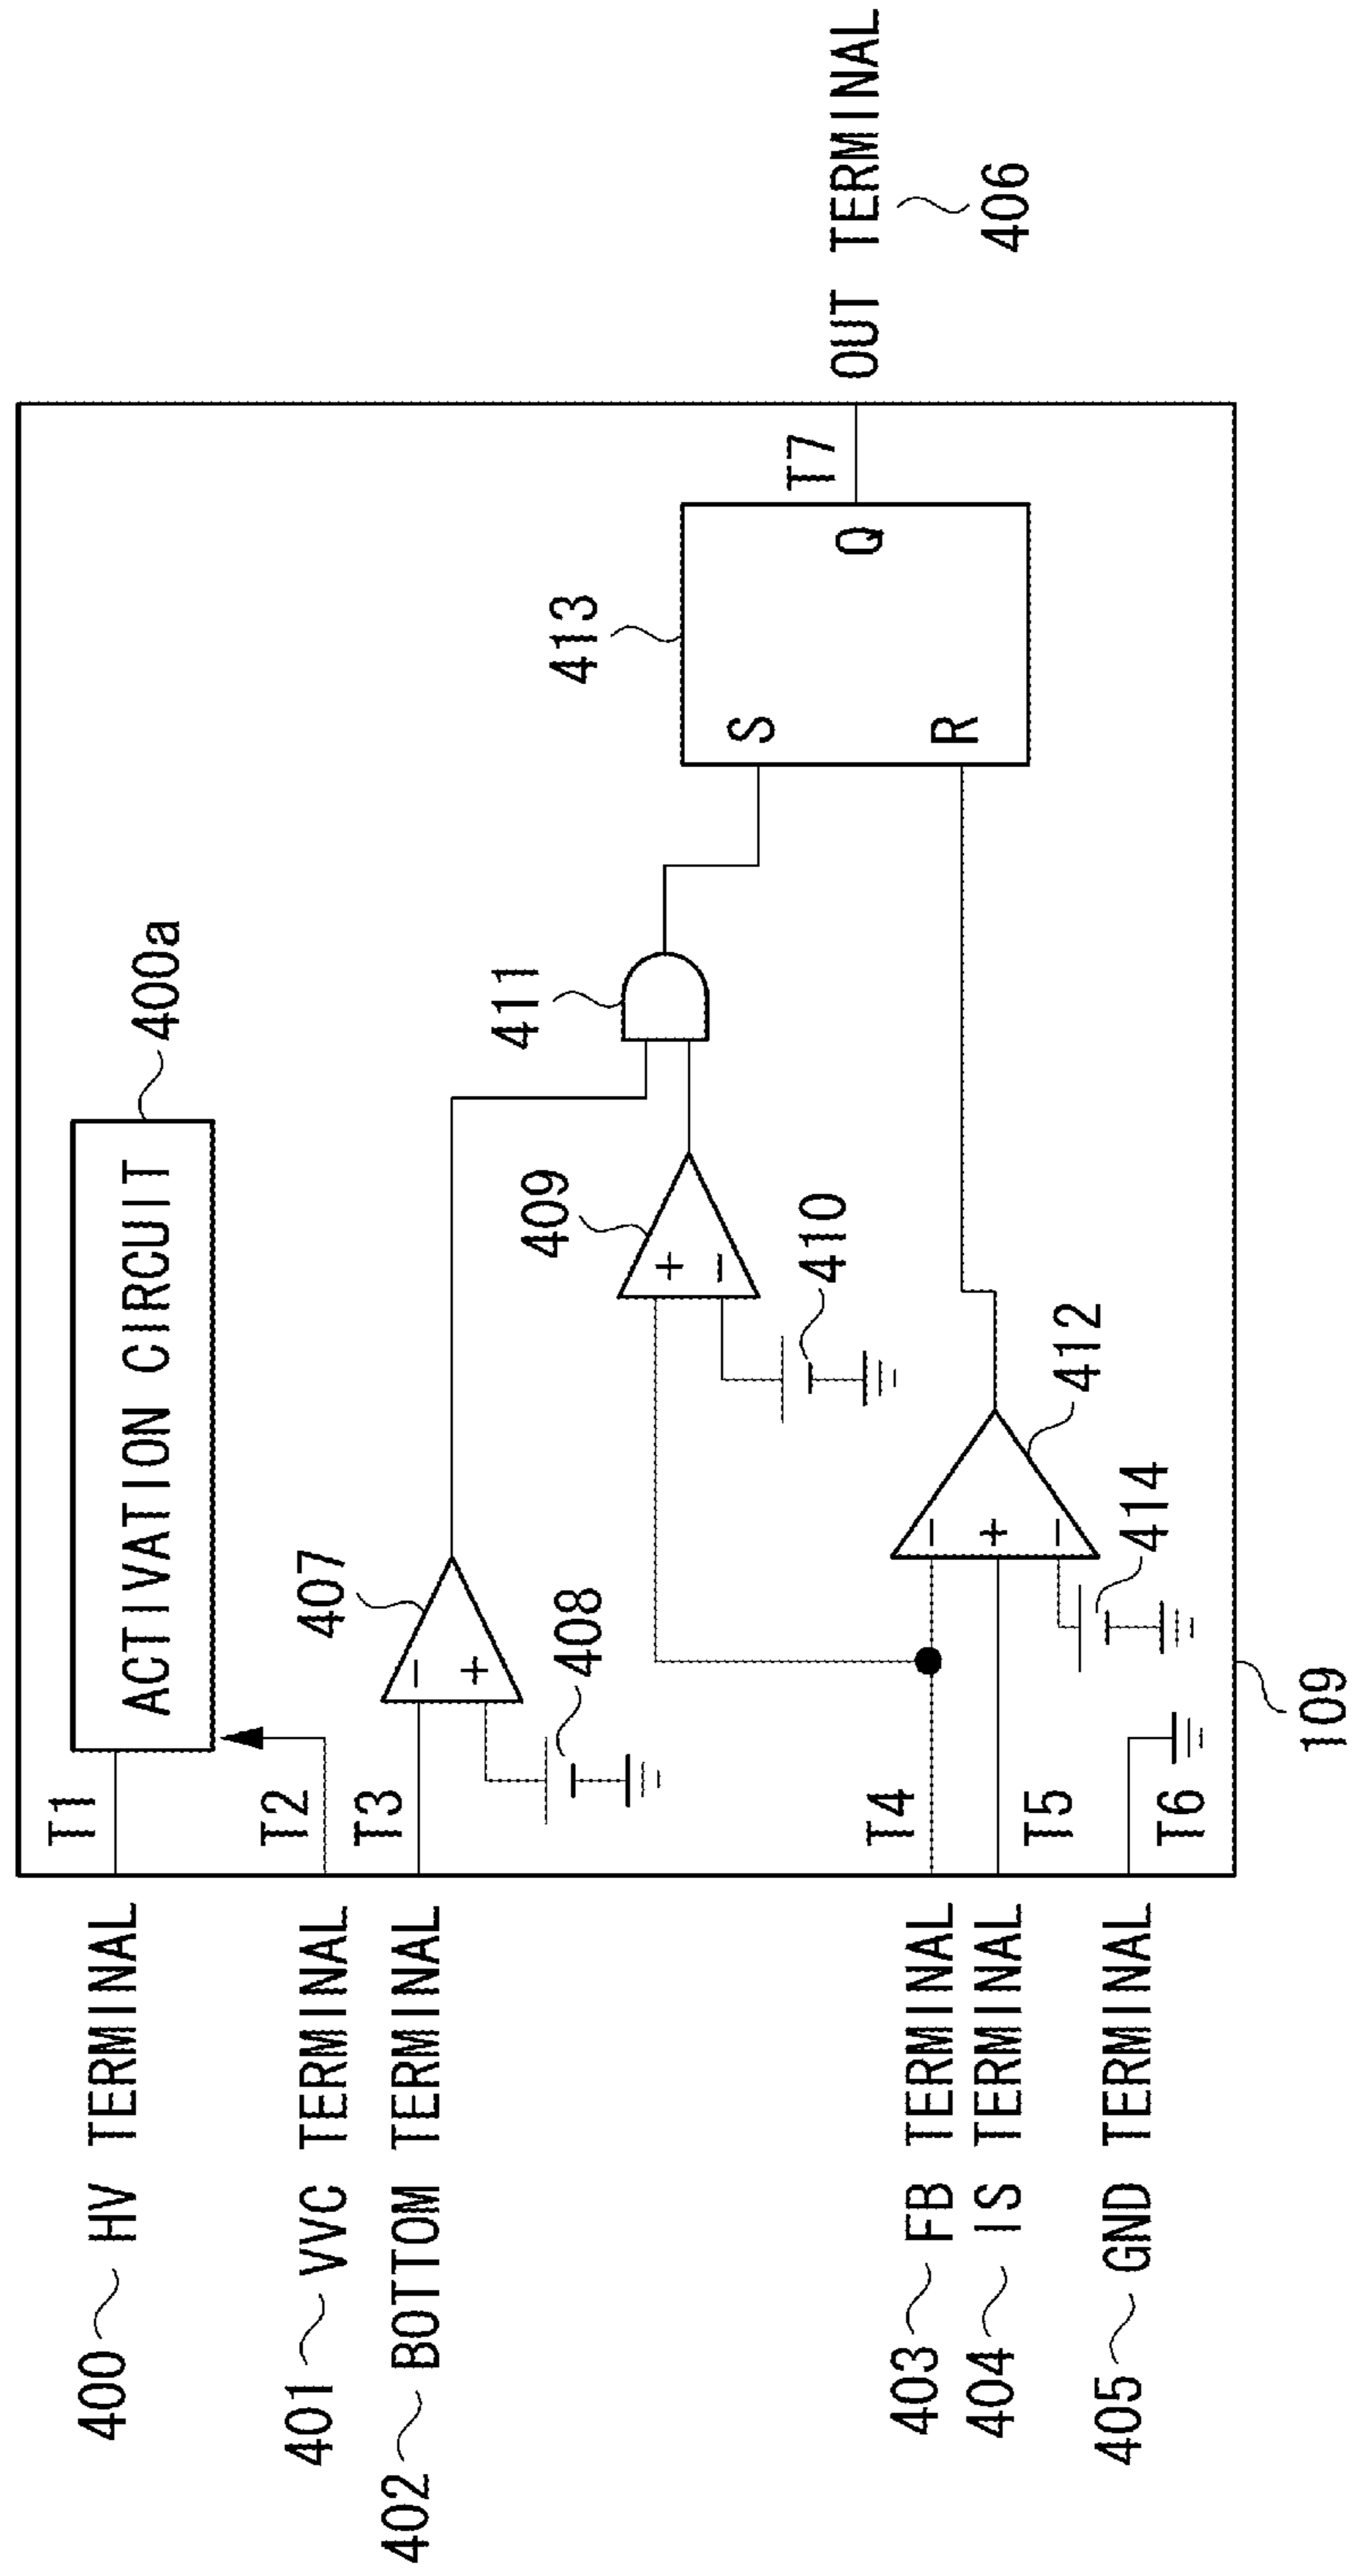 400 HV TERMINAL
T1
ACTIVATION CIRCUIT
400a
401 VVC TERMINAL
T2
402 BOTTOM TERMINAL
T3
- +
407
408
409
+ -
410
411
413
S
R
Q
T7
OUT TERMINAL
406
403 FB TERMINAL
T4
404 IS TERMINAL
T5
- + -
412
414
405 GND TERMINAL
T6
109